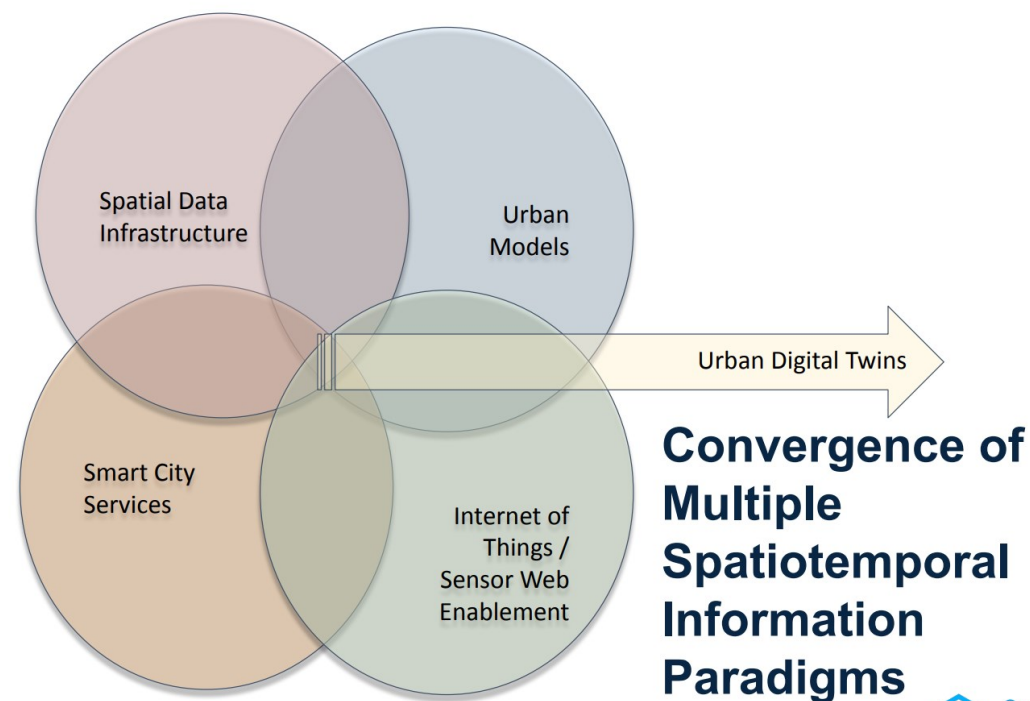 Spatial Data
Infrastructure
Urban
Models
Urban Digital Twins
Smart City
Services
Internet of
Things /
Sensor Web
Enablement
Convergence of
Multiple
Spatiotemporal
Information
Paradigms